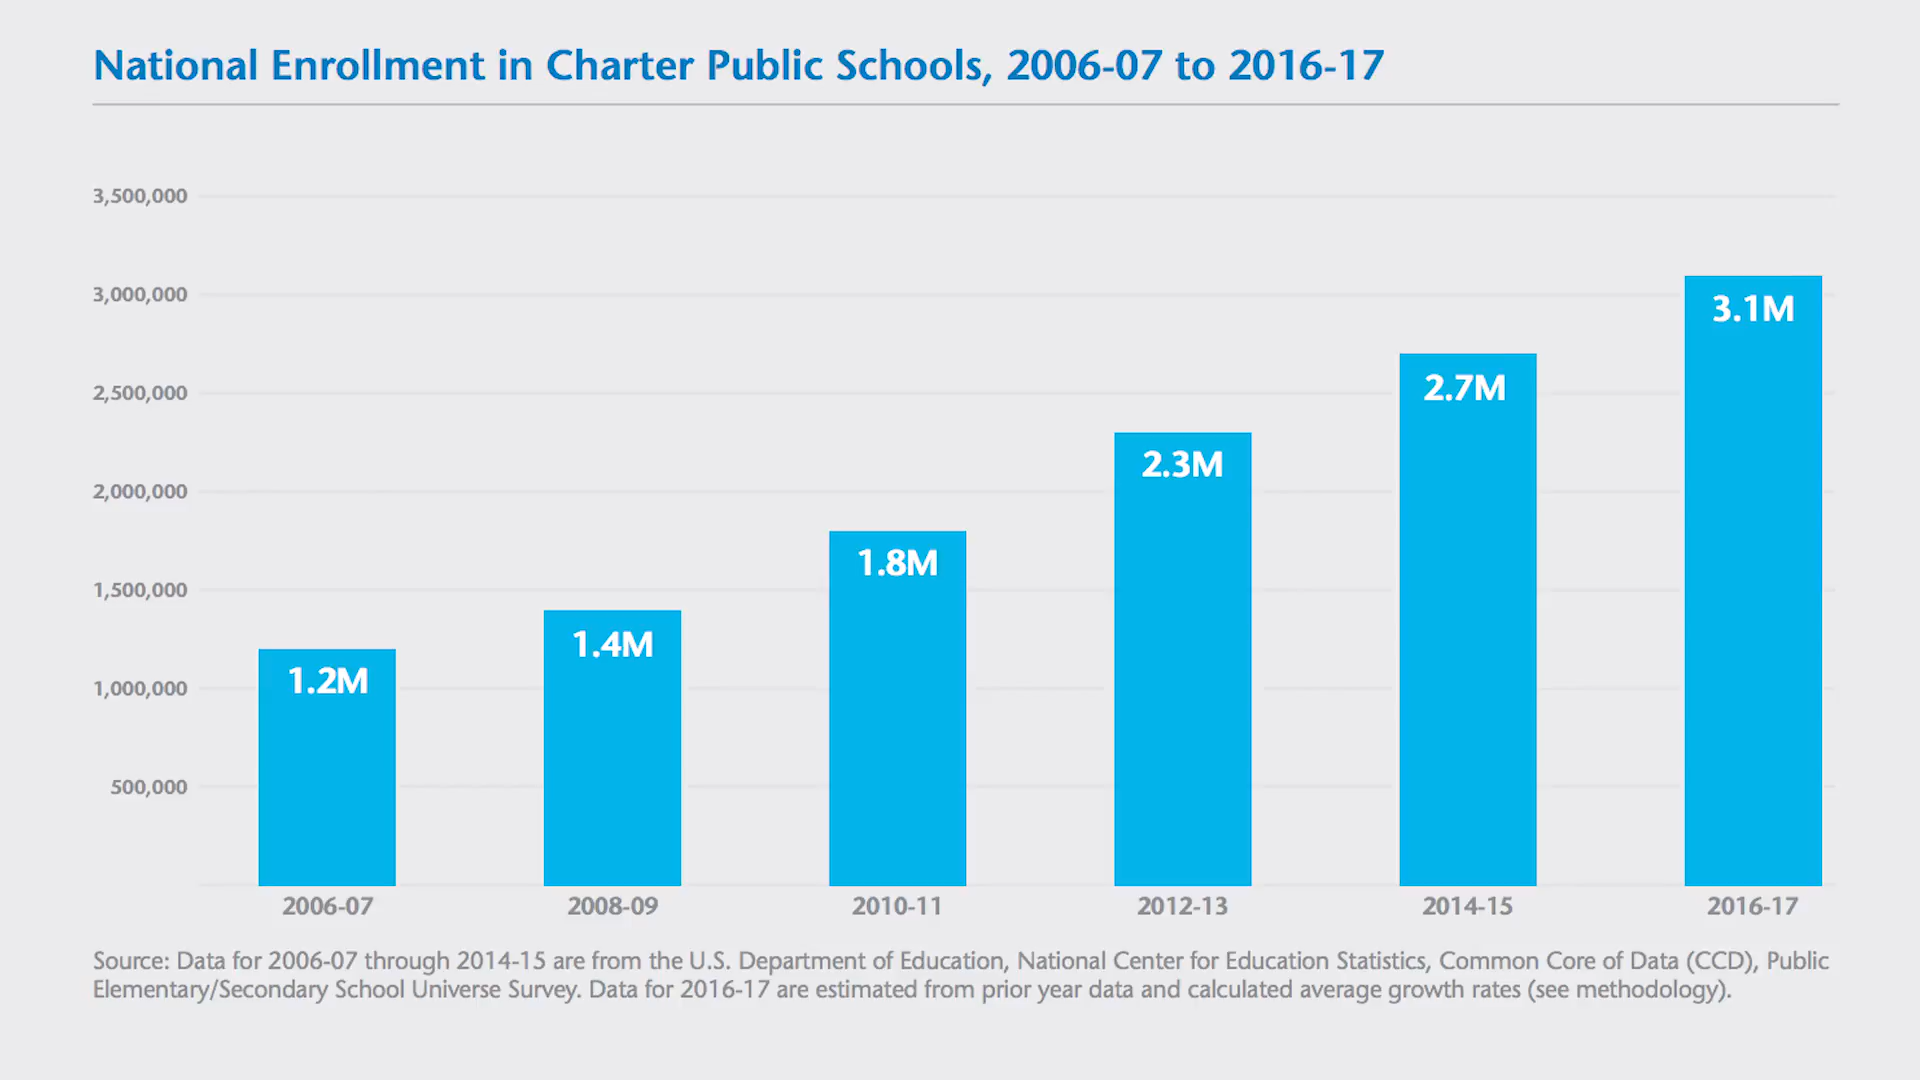 National Enrollment in Charter Public Schools, 2006-07 to 2016-17
3,500,000
3,000,000
2,500,000
2,000,000
1,500,000
1,000,000
500,000
1.2M
1.4M
1.8M
2.3M
2.7M
3.1M
2006-07
2008-09
2010-11
2012-13
2014-15
2016-17
Source: Data for 2006-07 through 2014-15 are from the U.S. Department of Education, National Center for Education Statistics, Common Core of Data (CCD), Public
Elementary/Secondary School Universe Survey. Data for 2016-17 are estimated from prior year data and calculated average growth rates (see methodology).